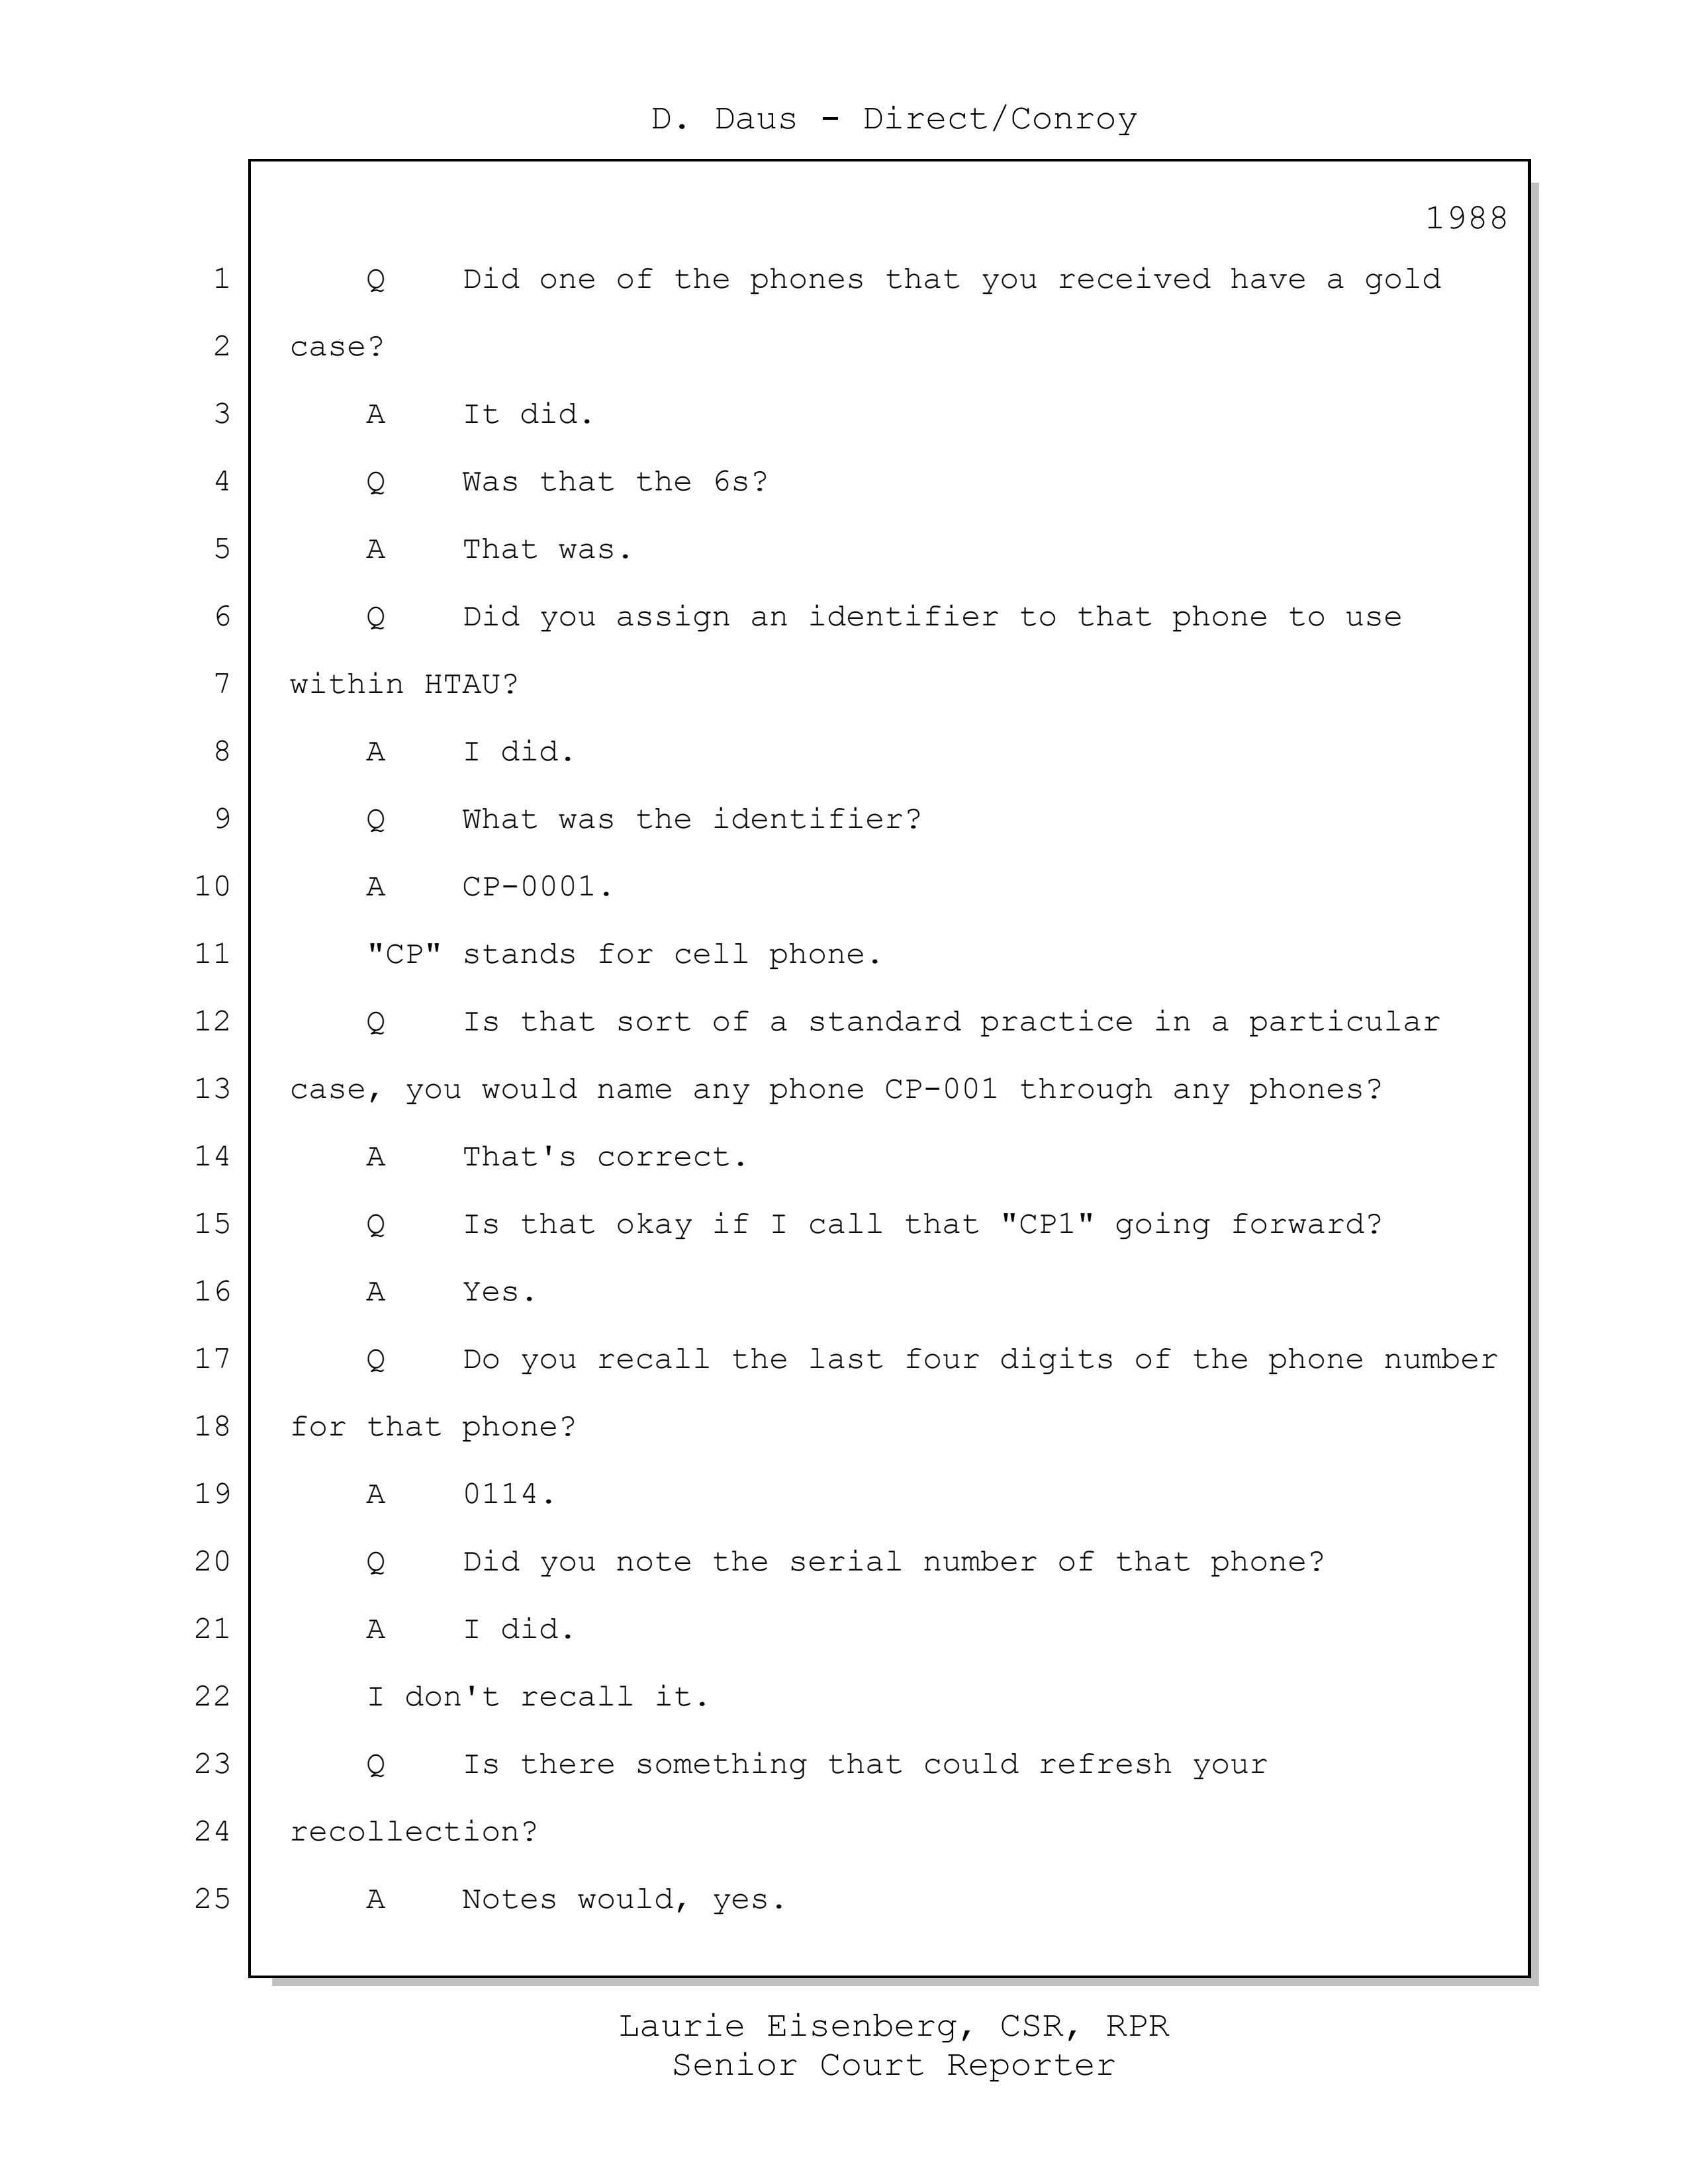 D. Daus - Direct/Conroy
1988
1 Q Did one of the phones that you received have a gold
2 case?
3 A It did.
4 Q Was that the 6s?
5 A That was.
6 Q Did you assign an identifier to that phone to use
7 within HTAU?
8 A I did.
9 Q What was the identifier?
10 A CP-0001.
11 "CP" stands for cell phone.
12 Q Is that sort of a standard practice in a particular
13 case, you would name any phone CP-001 through any phones?
14 A That's correct.
15 Q Is that okay if I call that "CP1" going forward?
16 A Yes.
17 Q Do you recall the last four digits of the phone number
18 for that phone?
19 A 0114.
20 Q Did you note the serial number of that phone?
21 A I did.
22 I don't recall it.
23 Q Is there something that could refresh your
24 recollection?
25 A Notes would, yes.
Laurie Eisenberg, CSR, RPR
Senior Court Reporter